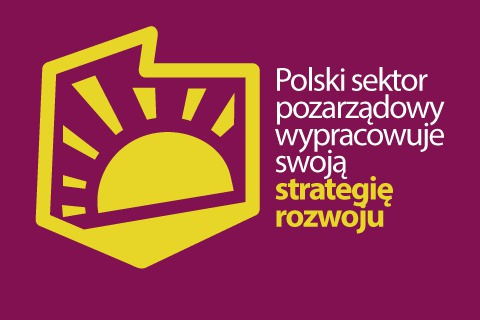 Polski sektor
pozarządowy
wypracowuje
swoją
strategię
rozwoju